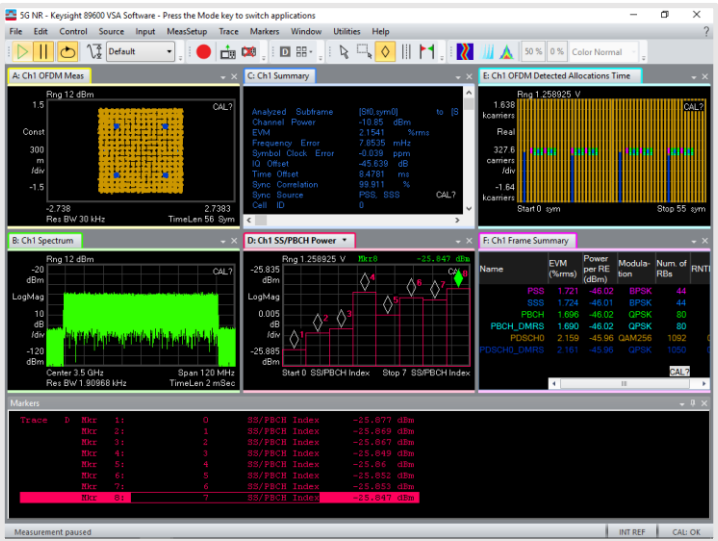 5G NR - Keysight 89600 VSA Software - Press the Mode key to switch applications
File Edit Control Source Input MeasSetup Trace Markers Window Utilities Help
Default
50 % 0 % Color Normal
A: Ch1 OFDM Meas
Rng 12 dBm
CAL?
1.5
Const
300
m
/div
-1.5
-2.738 2.7383
Res BW 30 kHz TimeLen 56 Sym
C: Ch1 Summary
Analyzed Subframe [Sf0,sym0] to [S
Channel Power -10.85 dBm
EVM 2.1541 %rms
Frequency Error 7.8535 mHz
Symbol Clock Error -0.039 ppm
IQ Offset -45.639 dB
Time Offset 8.4781 ms
Sync Correlation 99.911 %
Sync Source PSS, SSS CAL?
Cell ID 0
E: Ch1 OFDM Detected Allocations Time
Rng 1.258925 V
CAL?
1.638
kcarriers
Real
327.6
carriers
/div
-1.64
kcarriers
Start 0 sym Stop 55 sym
B: Ch1 Spectrum
Rng 12 dBm
CAL?
-20
dBm
LogMag
10
dB
/div
-120
dBm
Center 3.5 GHz Span 120 MHz
Res BW 1.90968 kHz TimeLen 2 mSec
D: Ch1 SS/PBCH Power
Rng 1.258925 V Mkr8 -25.847 dBm
-25.835
dBm
LogMag
0.005
dB
/div
-25.885
dBm
1 2 3 4 5 6 7 8
Start 0 SS/PBCH Index Stop 7 SS/PBCH Index
F: Ch1 Frame Summary
Name EVM (%rms) Power per RE (dBm) Modula-tion Num. of RBs RNTI
PSS 1.721 -46.02 BPSK 44
SSS 1.724 -46.01 BPSK 44
PBCH 1.696 -46.02 QPSK 80
PBCH_DMRS 1.690 -46.02 QPSK 80
PDSCH0 2.159 -45.96 QAM256 1092 0
PDSCH0_DMRS 2.161 -45.96 QPSK 1050 0
CAL?
Markers
Trace D Mkr 1: 0 SS/PBCH Index -25.877 dBm
Mkr 2: 1 SS/PBCH Index -25.869 dBm
Mkr 3: 2 SS/PBCH Index -25.867 dBm
Mkr 4: 3 SS/PBCH Index -25.849 dBm
Mkr 5: 4 SS/PBCH Index -25.86 dBm
Mkr 6: 5 SS/PBCH Index -25.852 dBm
Mkr 7: 6 SS/PBCH Index -25.853 dBm
Mkr 8: 7 SS/PBCH Index -25.847 dBm
Measurement paused INT REF CAL: OK